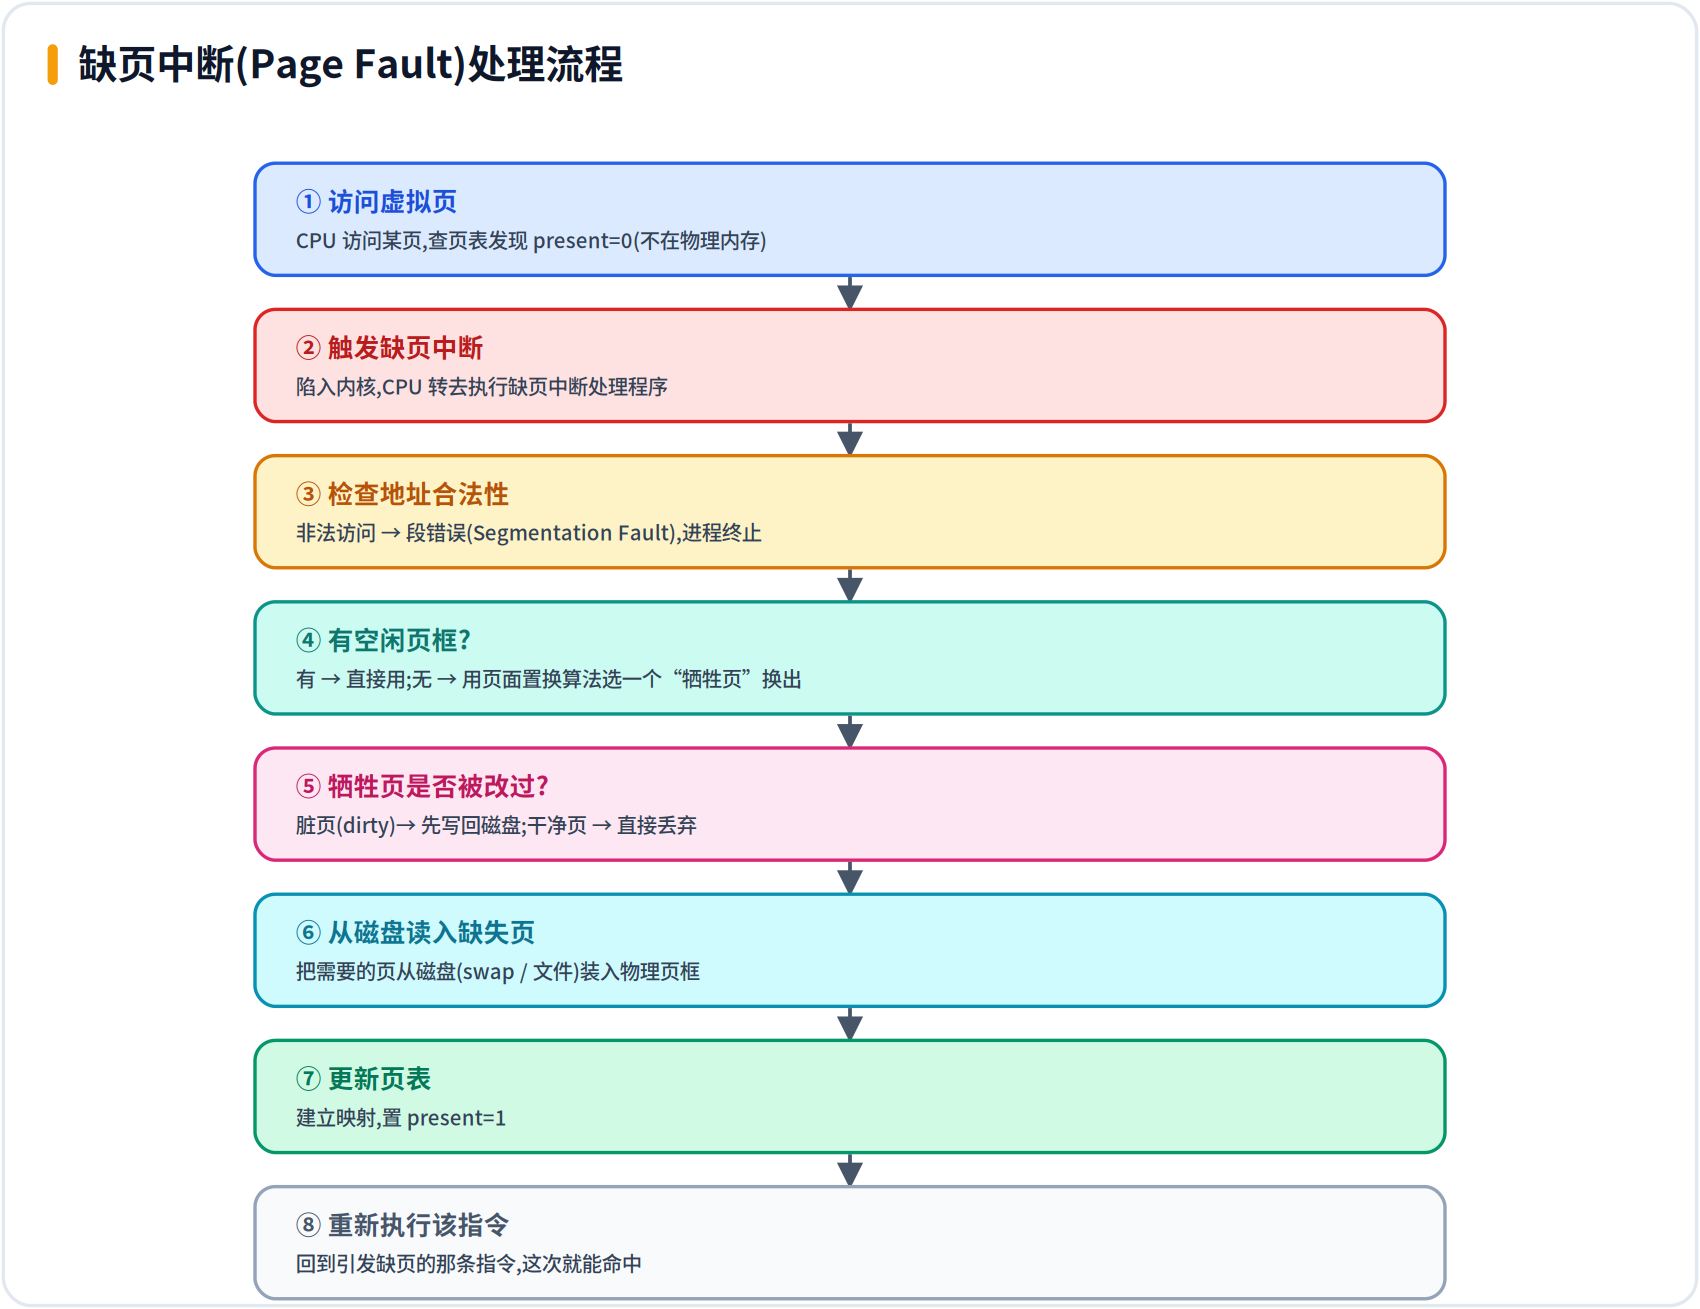 缺页中断(Page Fault)处理流程
① 访问虚拟页
CPU 访问某页,查页表发现 present=0(不在物理内存)
② 触发缺页中断
陷入内核,CPU 转去执行缺页中断处理程序
③ 检查地址合法性
非法访问 → 段错误(Segmentation Fault),进程终止
④ 有空闲页框?
有 → 直接用;无 → 用页面置换算法选一个“牺牲页”换出
⑤ 牺牲页是否被改过?
脏页(dirty)→ 先写回磁盘;干净页 → 直接丢弃
⑥ 从磁盘读入缺失页
把需要的页从磁盘(swap / 文件)装入物理页框
⑦ 更新页表
建立映射,置 present=1
⑧ 重新执行该指令
回到引发缺页的那条指令,这次就能命中